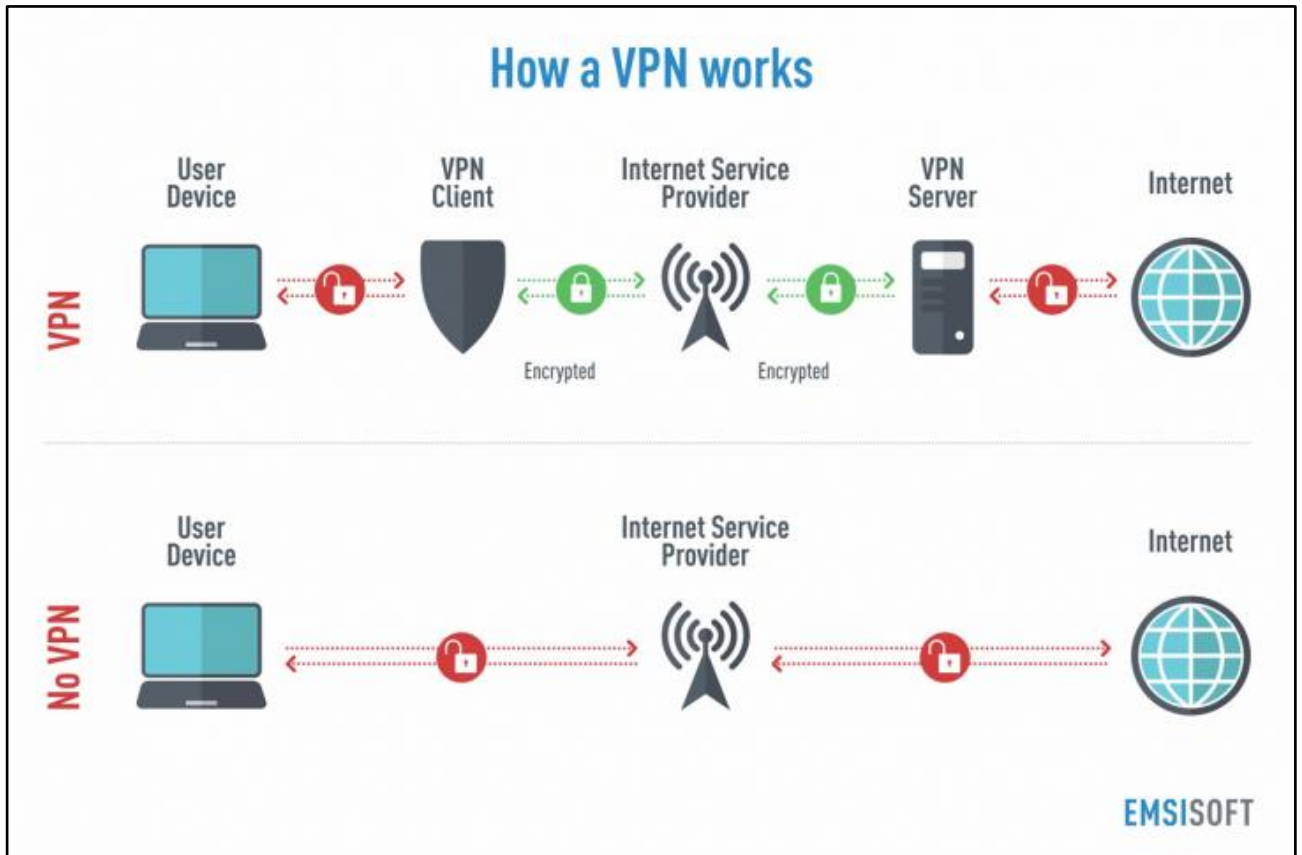 How a VPN works
User
Device
VPN
Client
Internet Service
Provider
VPN
Server
Internet
VPN
Encrypted
Encrypted
User
Device
Internet Service
Provider
Internet
No VPN
EMSISOFT